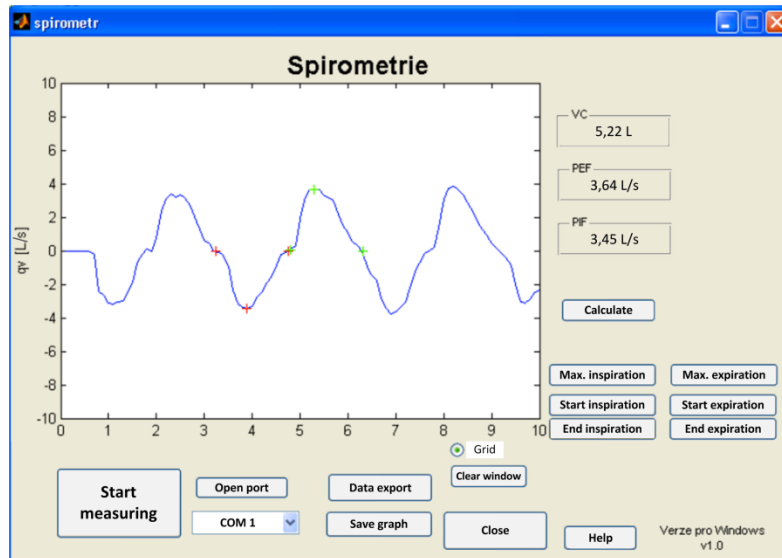 spirometr
Spirometrie
10
8
6
4
2
0
-2
-4
-6
-8
-10
qv [L/s]
0 1 2 3 4 5 6 7 8 9 10
VC
5,22 L
PEF
3,64 L/s
PIF
3,45 L/s
Calculate
Max. inspiration Max. expiration
Start inspiration Start expiration
End inspiration End expiration
Grid
Clear window
Start
measuring
Open port
COM 1
Data export
Save graph
Close
Help
Verze pro Windows
v1.0